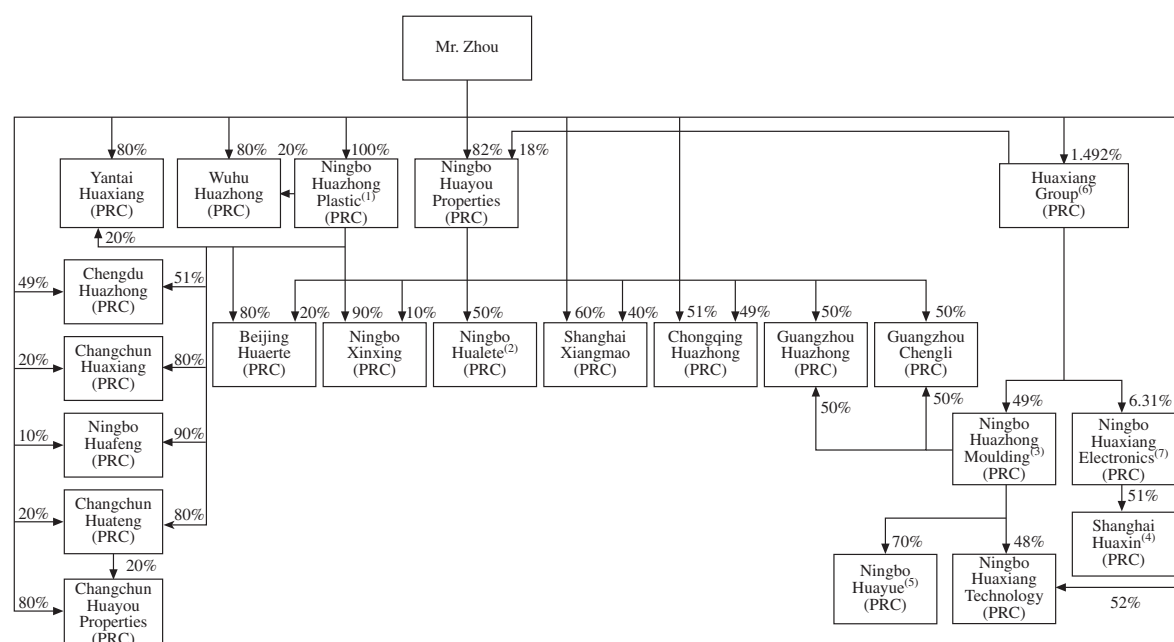 Mr. Zhou
80%
80%
20%
100%
82%
18%
1.492%
Yantai
Huaxiang
(PRC)
Wuhu
Huazhong
(PRC)
Ningbo
Huazhong
Plastic(1)
(PRC)
Ningbo
Huayou
Properties
(PRC)
Huaxiang
Group(6)
(PRC)
20%
49%
Chengdu
Huazhong
(PRC)
51%
80%
20%
90%
10%
50%
60%
40%
51%
49%
50%
50%
Beijing
Huaerte
(PRC)
Ningbo
Xinxing
(PRC)
Ningbo
Hualete(2)
(PRC)
Shanghai
Xiangmao
(PRC)
Chongqing
Huazhong
(PRC)
Guangzhou
Huazhong
(PRC)
Guangzhou
Chengli
(PRC)
20%
Changchun
Huaxiang
(PRC)
80%
50%
50%
49%
6.31%
10%
Ningbo
Huafeng
(PRC)
90%
Ningbo
Huazhong
Moulding(3)
(PRC)
Ningbo
Huaxiang
Electronics(7)
(PRC)
20%
Changchun
Huateng
(PRC)
80%
51%
Shanghai
Huaxin(4)
(PRC)
70%
48%
20%
80%
Changchun
Huayou
Properties
(PRC)
Ningbo
Huayue(5)
(PRC)
Ningbo
Huaxiang
Technology
(PRC)
52%